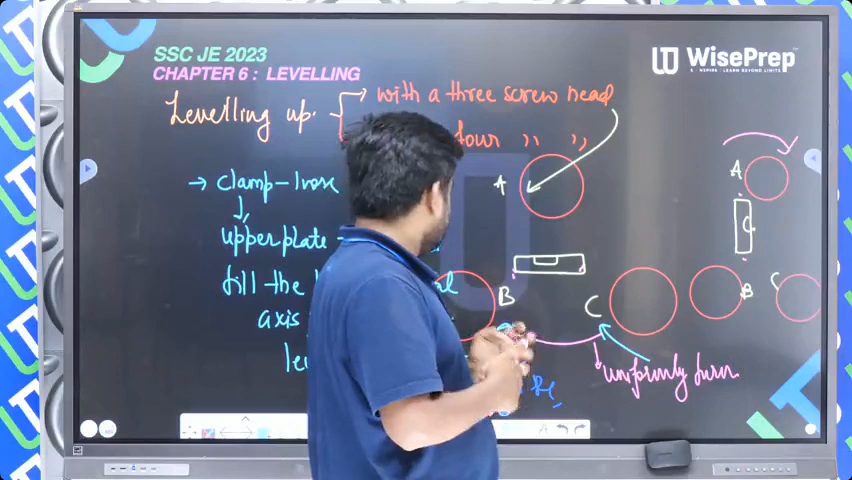 SSC JE 2023
CHAPTER 6 : LEVELLING
WisePrep
Levelling up.
with a three screw head
four " "
→ clamp - loose
upper plate
till the
axis
A
B
C
A
B
C
uniformly turn